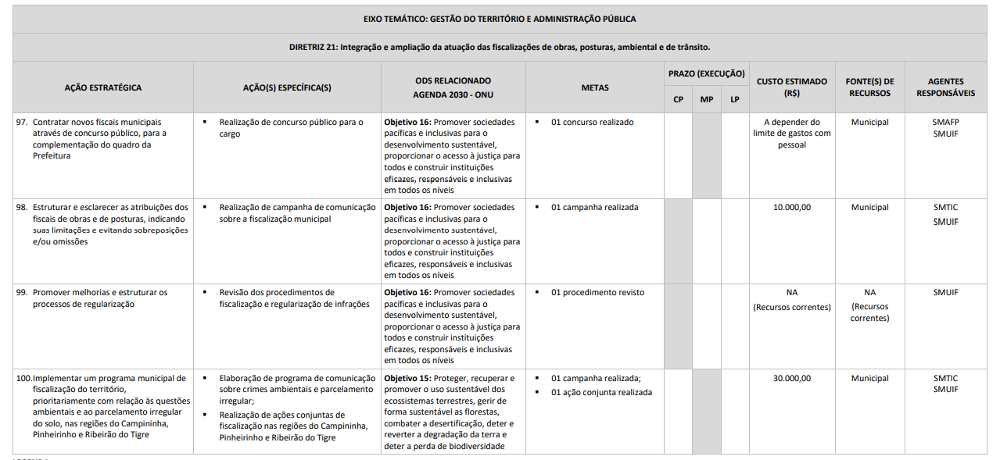 EIXO TEMÁTICO: GESTÃO DO TERRITÓRIO E ADMINISTRAÇÃO PÚBLICA
DIRETRIZ 21: Integração e ampliação da atuação das fiscalizações de obras, posturas, ambiental e de trânsito.
AÇÃO ESTRATÉGICA
AÇÃO(S) ESPECÍFICA(S)
ODS RELACIONADO
AGENDA 2030 - ONU
METAS
PRAZO (EXECUÇÃO)
CP
MP
LP
CUSTO ESTIMADO
(R$)
FONTE(S) DE
RECURSOS
AGENTES
RESPONSÁVEIS
97. Contratar novos fiscais municipais
através de concurso público, para a
complementação do quadro da
Prefeitura
▪ Realização de concurso público para o
cargo
Objetivo 16: Promover sociedades
pacíficas e inclusivas para o
desenvolvimento sustentável,
proporcionar o acesso à justiça para
todos e construir instituições
eficazes, responsáveis e inclusivas
em todos os níveis
▪ 01 concurso realizado
A depender do
limite de gastos com
pessoal
Municipal
SMAFP
SMUIF
98. Estruturar e esclarecer as atribuições dos
fiscais de obras e de posturas, indicando
suas limitações e evitando sobreposições
e/ou omissões
▪ Realização de campanha de comunicação
sobre a fiscalização municipal
Objetivo 16: Promover sociedades
pacíficas e inclusivas para o
desenvolvimento sustentável,
proporcionar o acesso à justiça para
todos e construir instituições
eficazes, responsáveis e inclusivas
em todos os níveis
▪ 01 campanha realizada
10.000,00
Municipal
SMTIC
SMUIF
99. Promover melhorias e estruturar os
processos de regularização
▪ Revisão dos procedimentos de
fiscalização e regularização de infrações
Objetivo 16: Promover sociedades
pacíficas e inclusivas para o
desenvolvimento sustentável,
proporcionar o acesso à justiça para
todos e construir instituições
eficazes, responsáveis e inclusivas
em todos os níveis
▪ 01 procedimento revisto
NA
(Recursos correntes)
NA
(Recursos
correntes)
SMUIF
100. Implementar um programa municipal de
fiscalização do território,
prioritariamente com relação às questões
ambientais e ao parcelamento irregular
do solo, nas regiões do Campininha,
Pinheirinho e Ribeirão do Tigre
▪ Elaboração de programa de comunicação
sobre crimes ambientais e parcelamento
irregular;
▪ Realização de ações conjuntas de
fiscalização nas regiões do Campininha,
Pinheirinho e Ribeirão do Tigre
Objetivo 15: Proteger, recuperar e
promover o uso sustentável dos
ecossistemas terrestres, gerir de
forma sustentável as florestas,
combater a desertificação, deter e
reverter a degradação da terra e
deter a perda de biodiversidade
▪ 01 campanha realizada;
▪ 01 ação conjunta realizada
30.000,00
Municipal
SMTIC
SMUIF